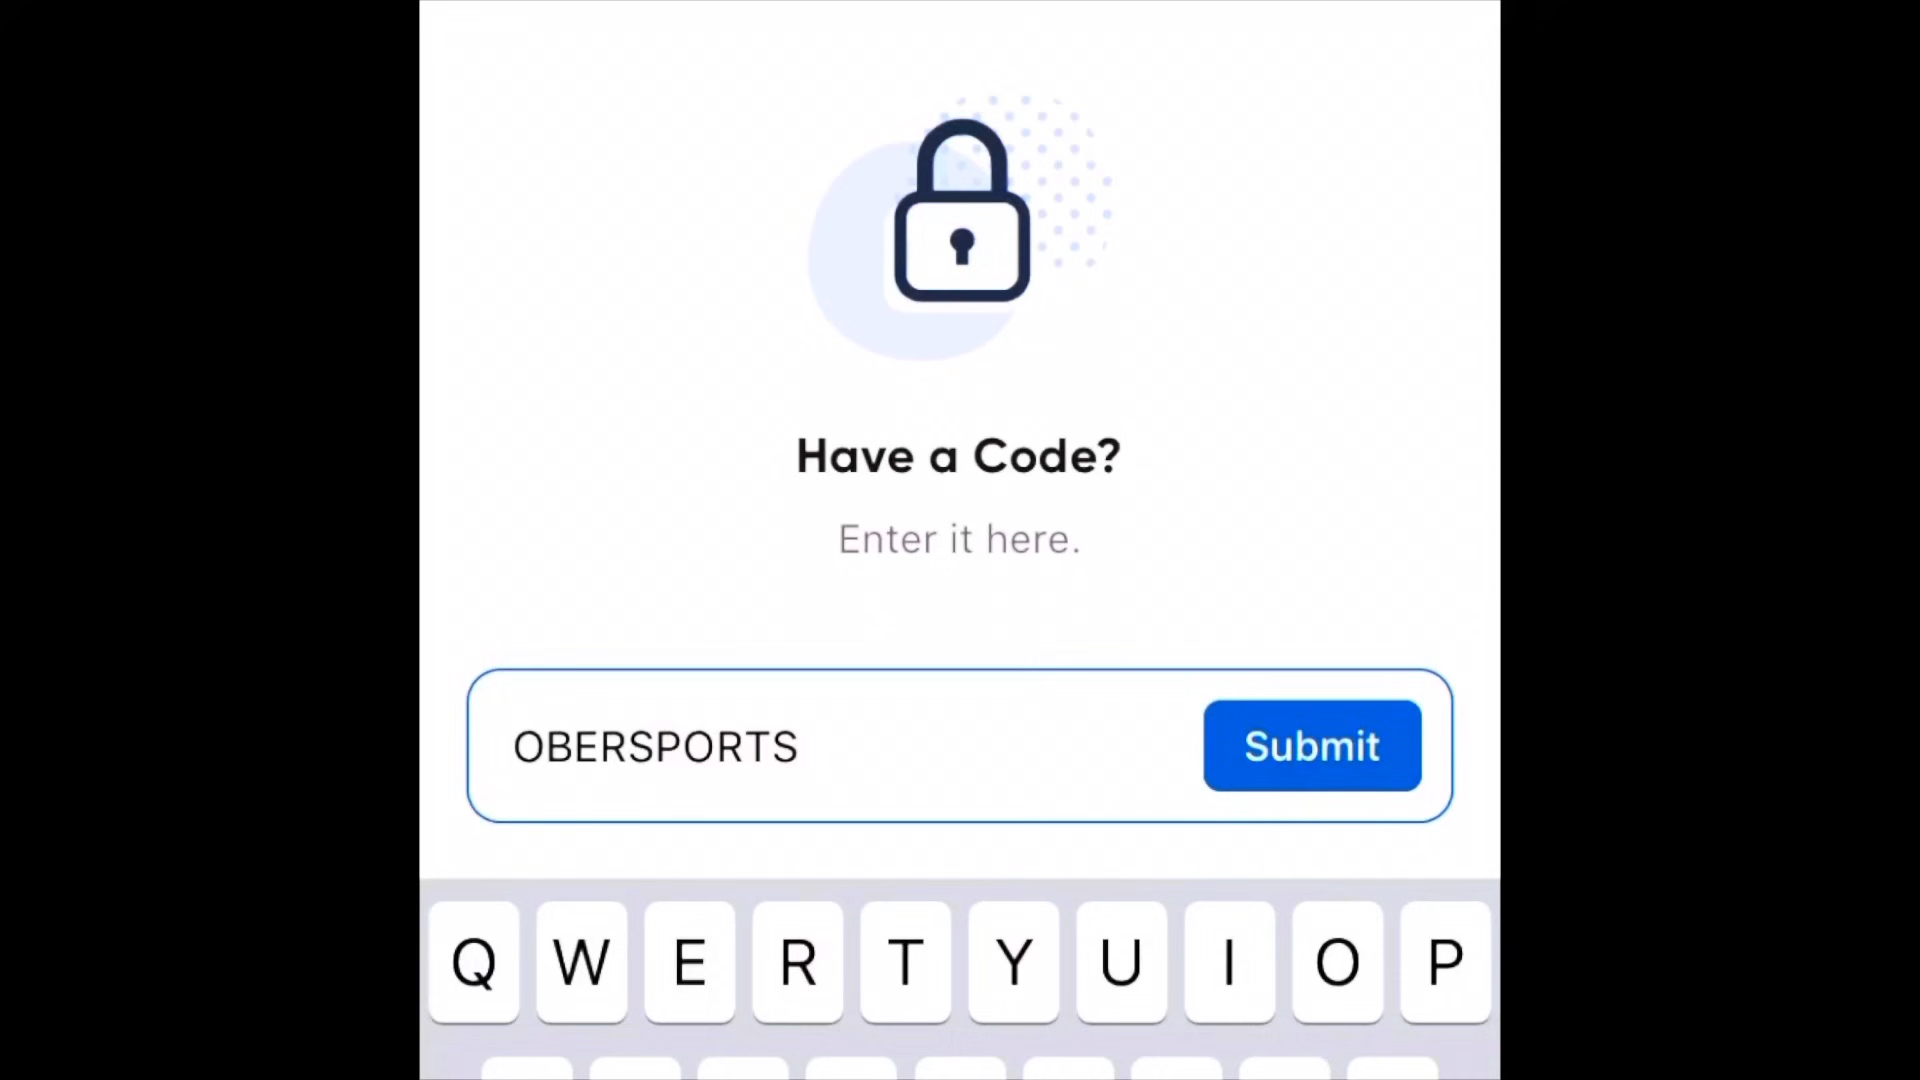 Have a Code?
Enter it here.
OBERSPORTS
Submit
Q W E R T Y U I O P